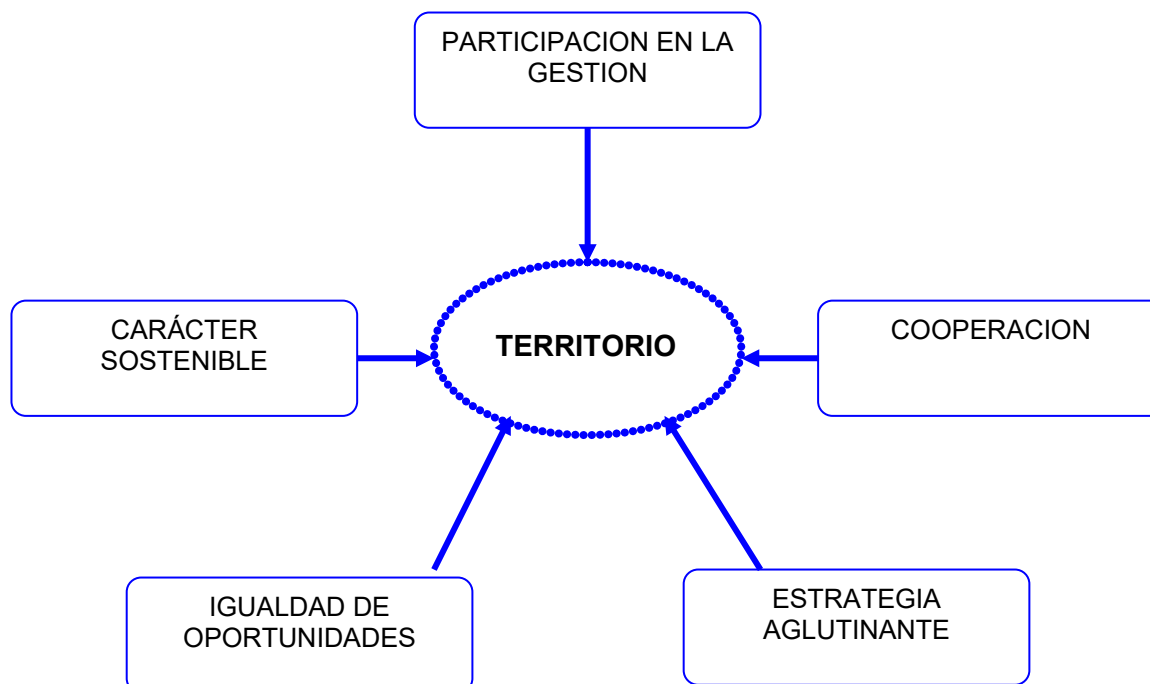 PARTICIPACION EN LA
GESTION
CARÁCTER
SOSTENIBLE
TERRITORIO
COOPERACION
IGUALDAD DE
OPORTUNIDADES
ESTRATEGIA
AGLUTINANTE